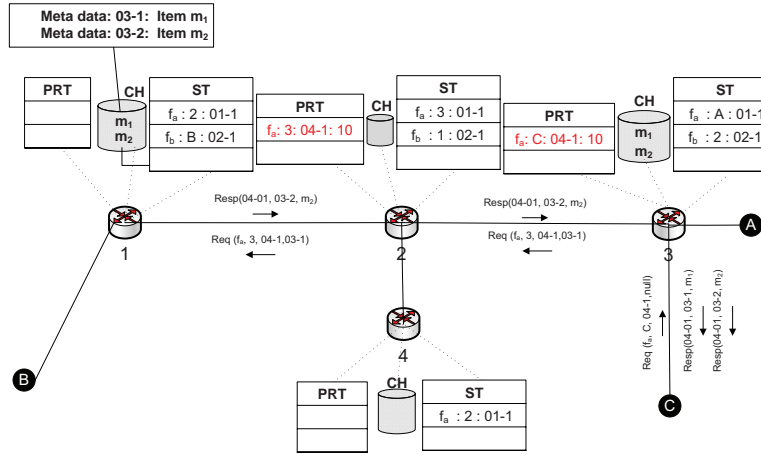 Meta data: 03-1: Item m₁
Meta data: 03-2: Item m₂
PRT
CH
m₁
m₂
ST
fₐ : 2 : 01-1
f_b : B : 02-1
PRT
fₐ: 3: 04-1: 10
CH
ST
fₐ : 3 : 01-1
f_b : 1 : 02-1
PRT
fₐ: C: 04-1: 10
CH
m₁
m₂
ST
fₐ : A : 01-1
f_b : 2 : 02-1
Resp(04-01, 03-2, m₂)
Req (fₐ, 3, 04-1,03-1)
Resp(04-01, 03-2, m₂)
Req (fₐ, 3, 04-1,03-1)
1
2
3
A
B
4
Req (fₐ, C, 04-1,null)
Resp(04-01, 03-1, m₁)
Resp(04-01, 03-2, m₂)
C
PRT
CH
ST
fₐ : 2 : 01-1